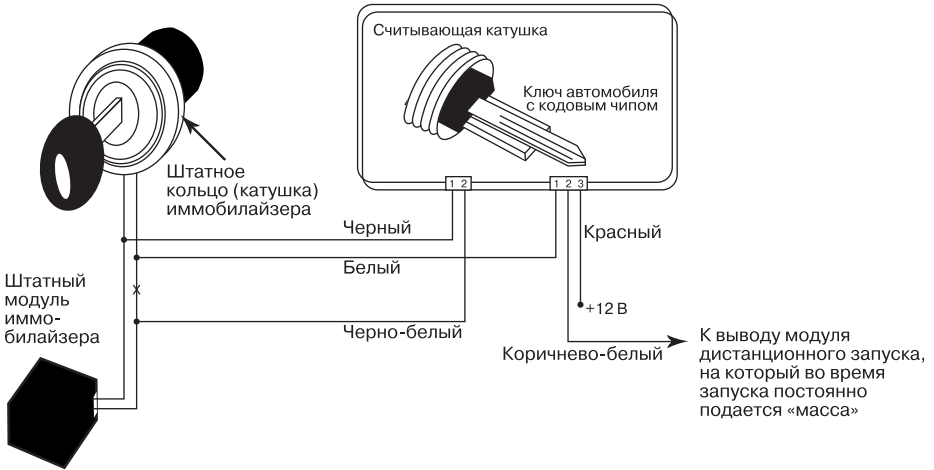 Считывающая катушка
Ключ автомобиля
с кодовым чипом
Штатное
кольцо (катушка)
иммобилайзера
1 2
1 2 3
Черный
Красный
Белый
Штатный
модуль
иммо-
билайзера
х
+12 В
Черно-белый
Коричнево-белый
К выводу модуля
дистанционного запуска,
на который во время
запуска постоянно
подается «масса»